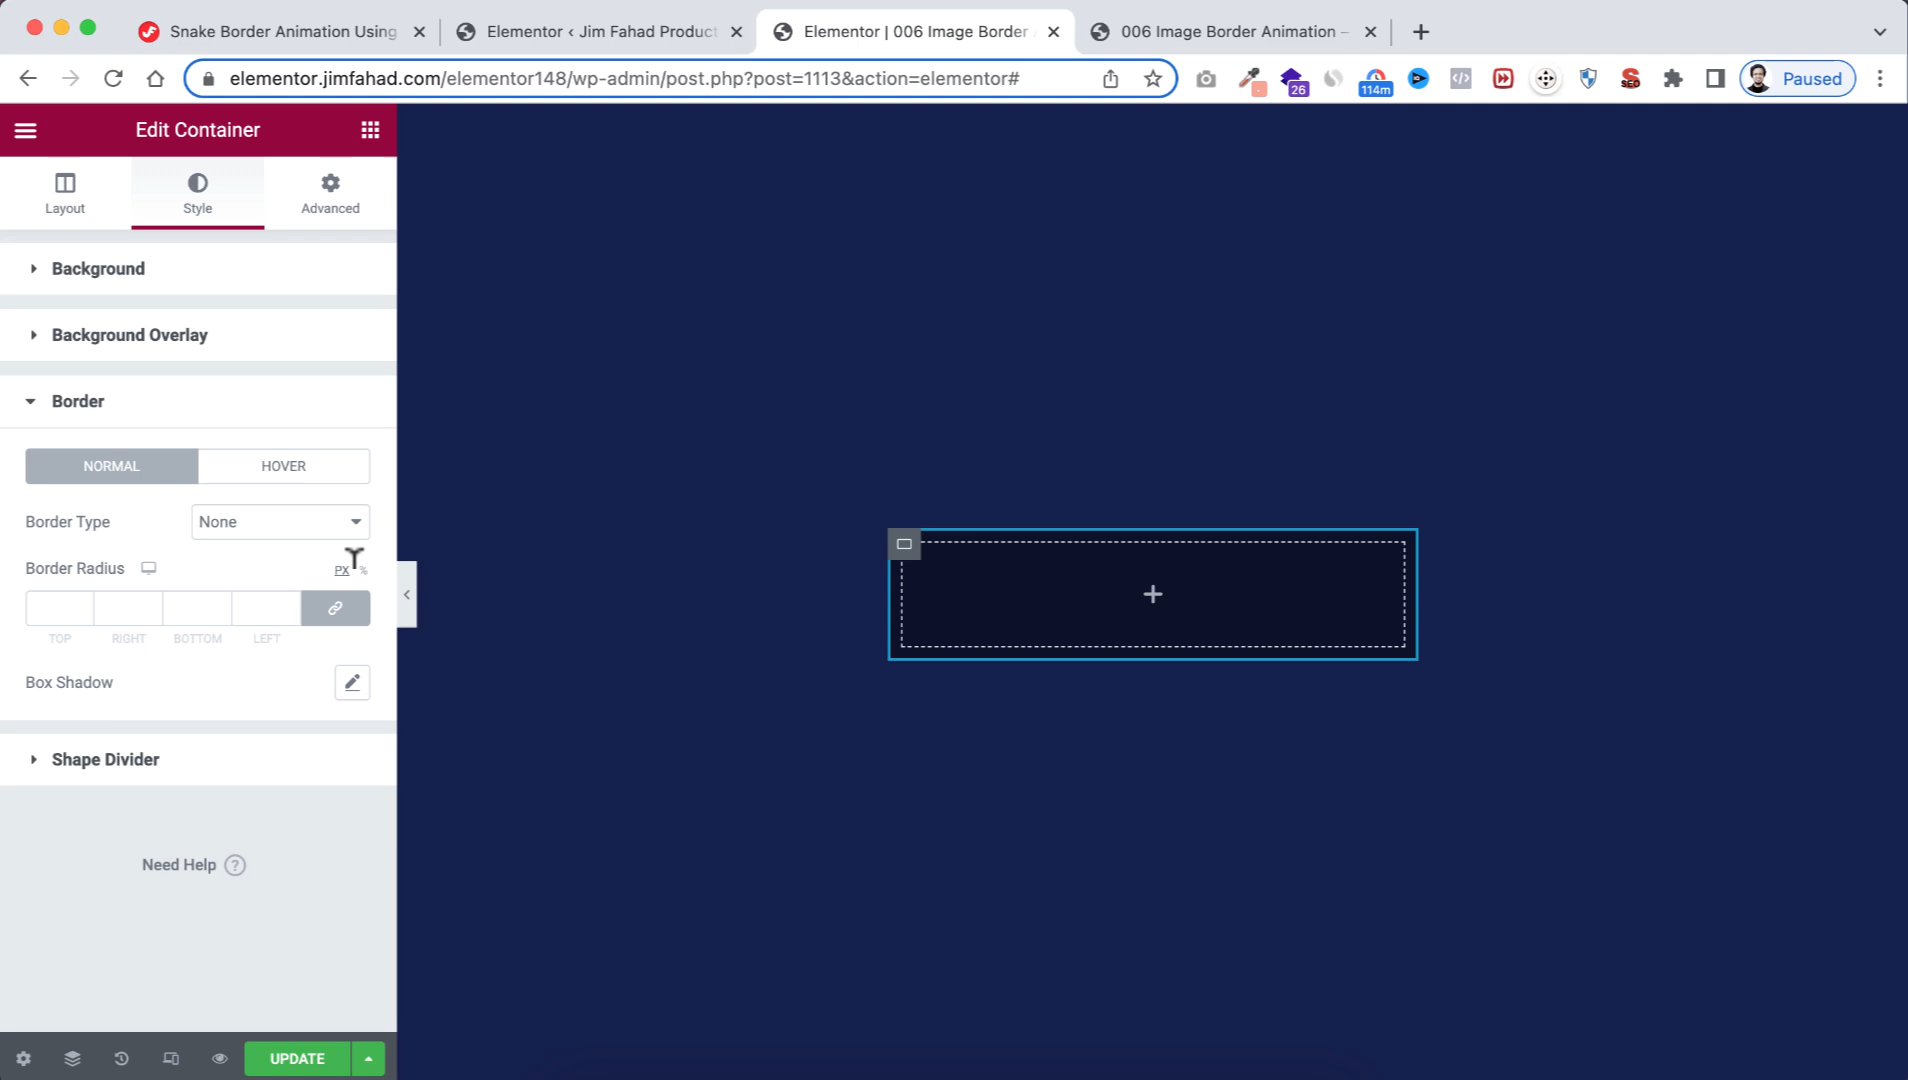 Snake Border Animation Using
Elementor ‹ Jim Fahad Product
Elementor | 006 Image Border
006 Image Border Animation –
elementor.jimfahad.com/elementor148/wp-admin/post.php?post=1113&action=elementor#
26
114m
SEO
Paused
Edit Container
Layout
Style
Advanced
Background
Background Overlay
Border
NORMAL
HOVER
Border Type
None
Border Radius
PX %
TOP
RIGHT
BOTTOM
LEFT
Box Shadow
Shape Divider
Need Help ?
UPDATE